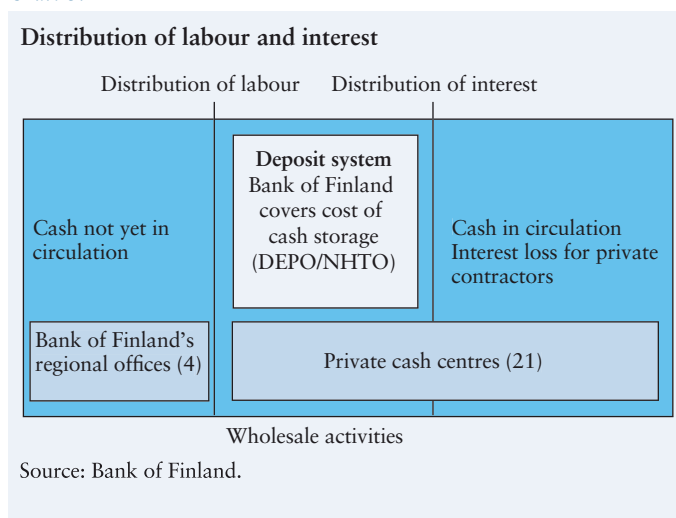 Distribution of labour and interest
Distribution of labour
Distribution of interest
Deposit system
Bank of Finland
covers cost of
cash storage
(DEPO/NHTO)
Cash not yet in
circulation
Cash in circulation
Interest loss for private
contractors
Bank of Finland’s
regional offices (4)
Private cash centres (21)
Wholesale activities
Source: Bank of Finland.